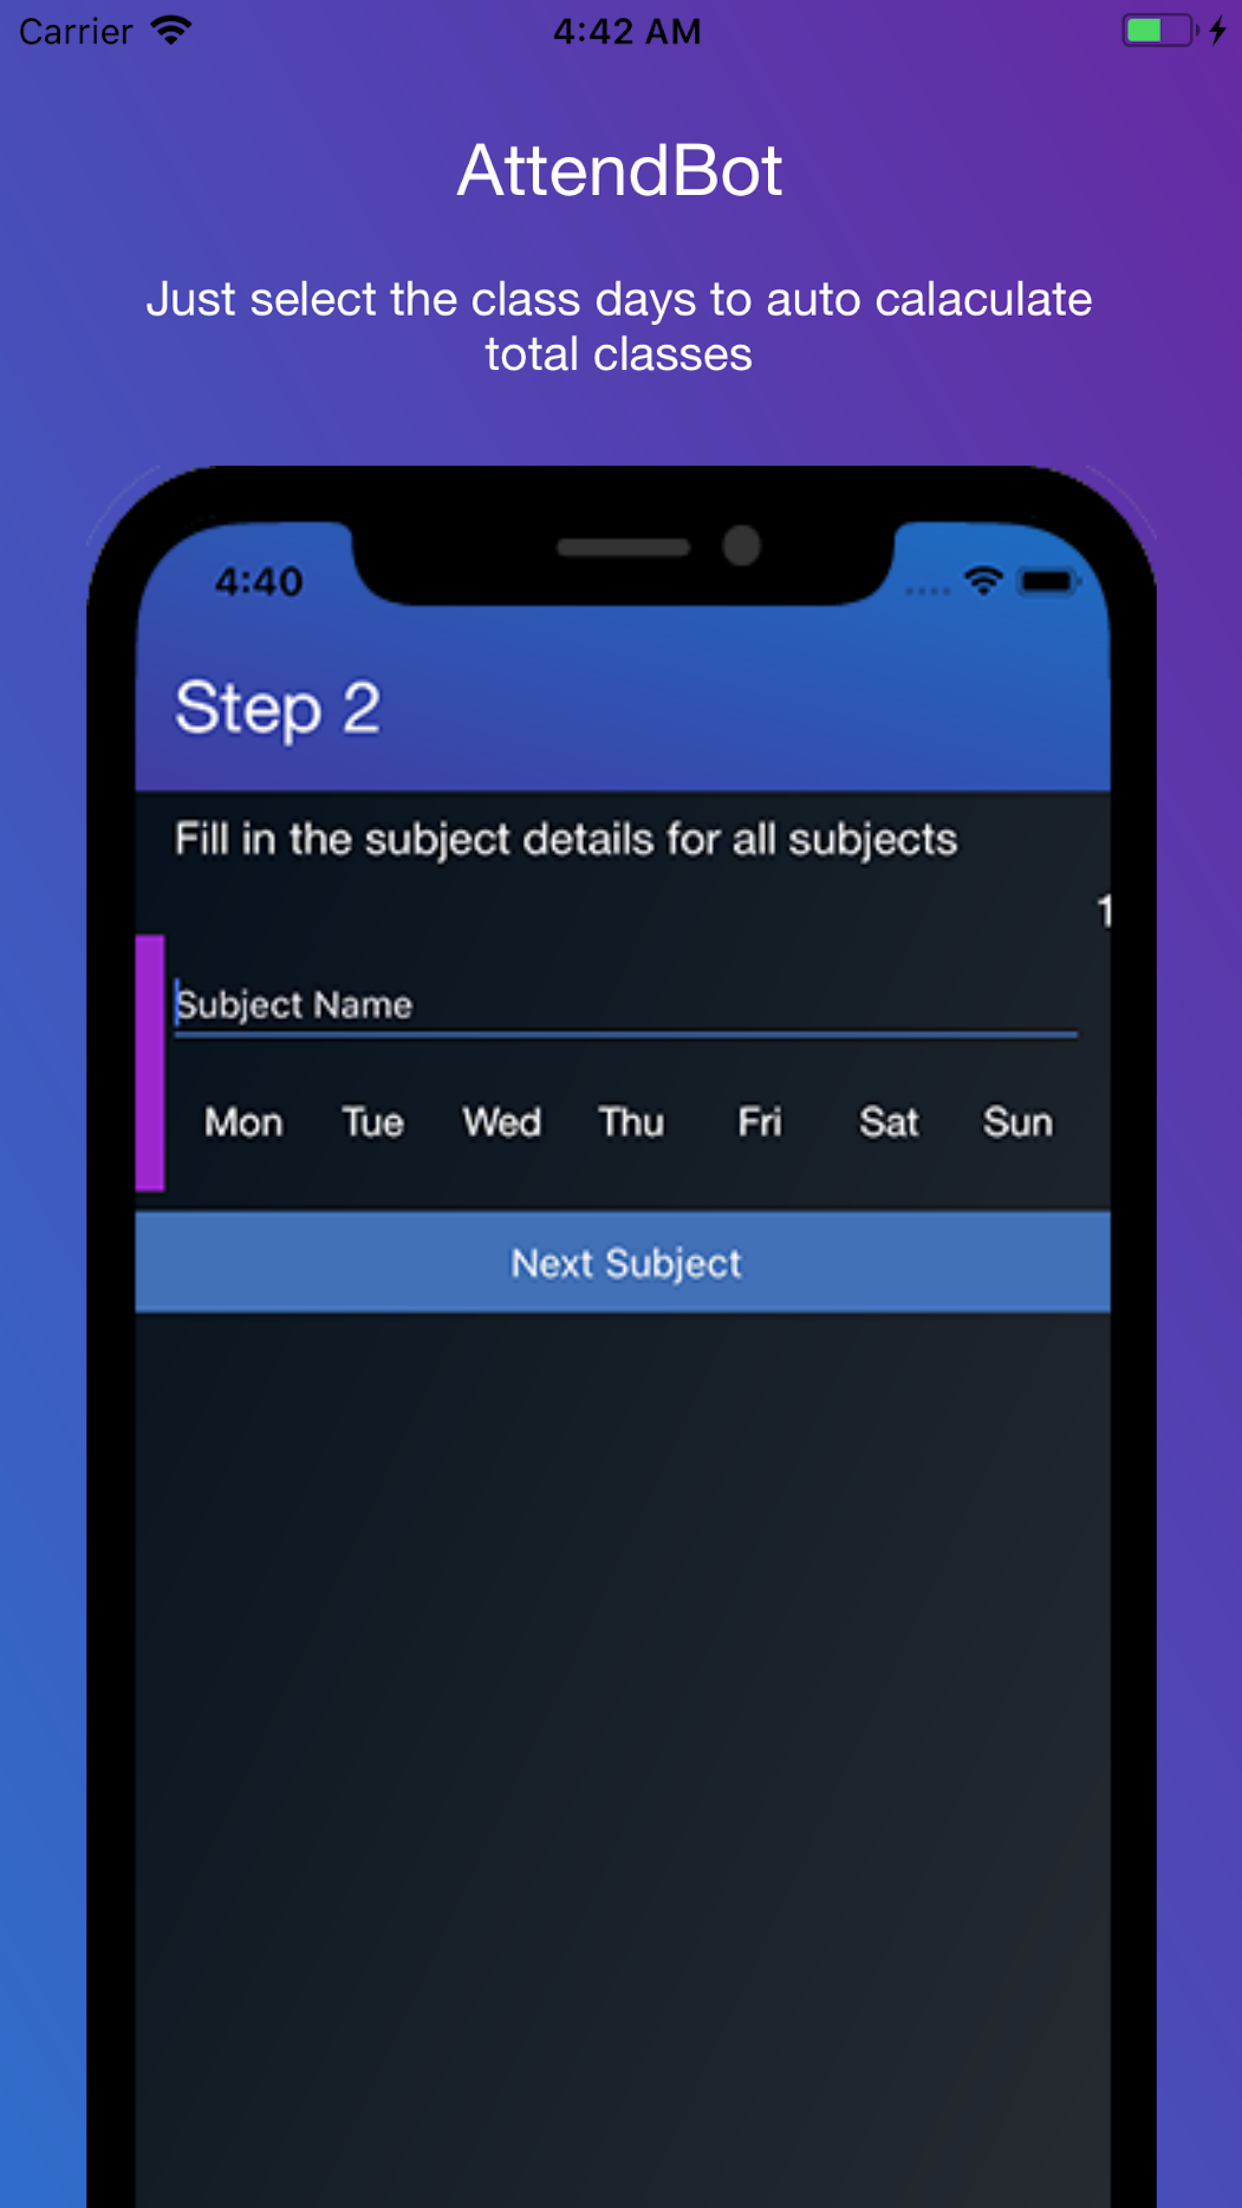 Carrier
4:42 AM
AttendBot
Just select the class days to auto calaculate
total classes
4:40
Step 2
Fill in the subject details for all subjects
1
Subject Name
Mon Tue Wed Thu Fri Sat Sun
Next Subject